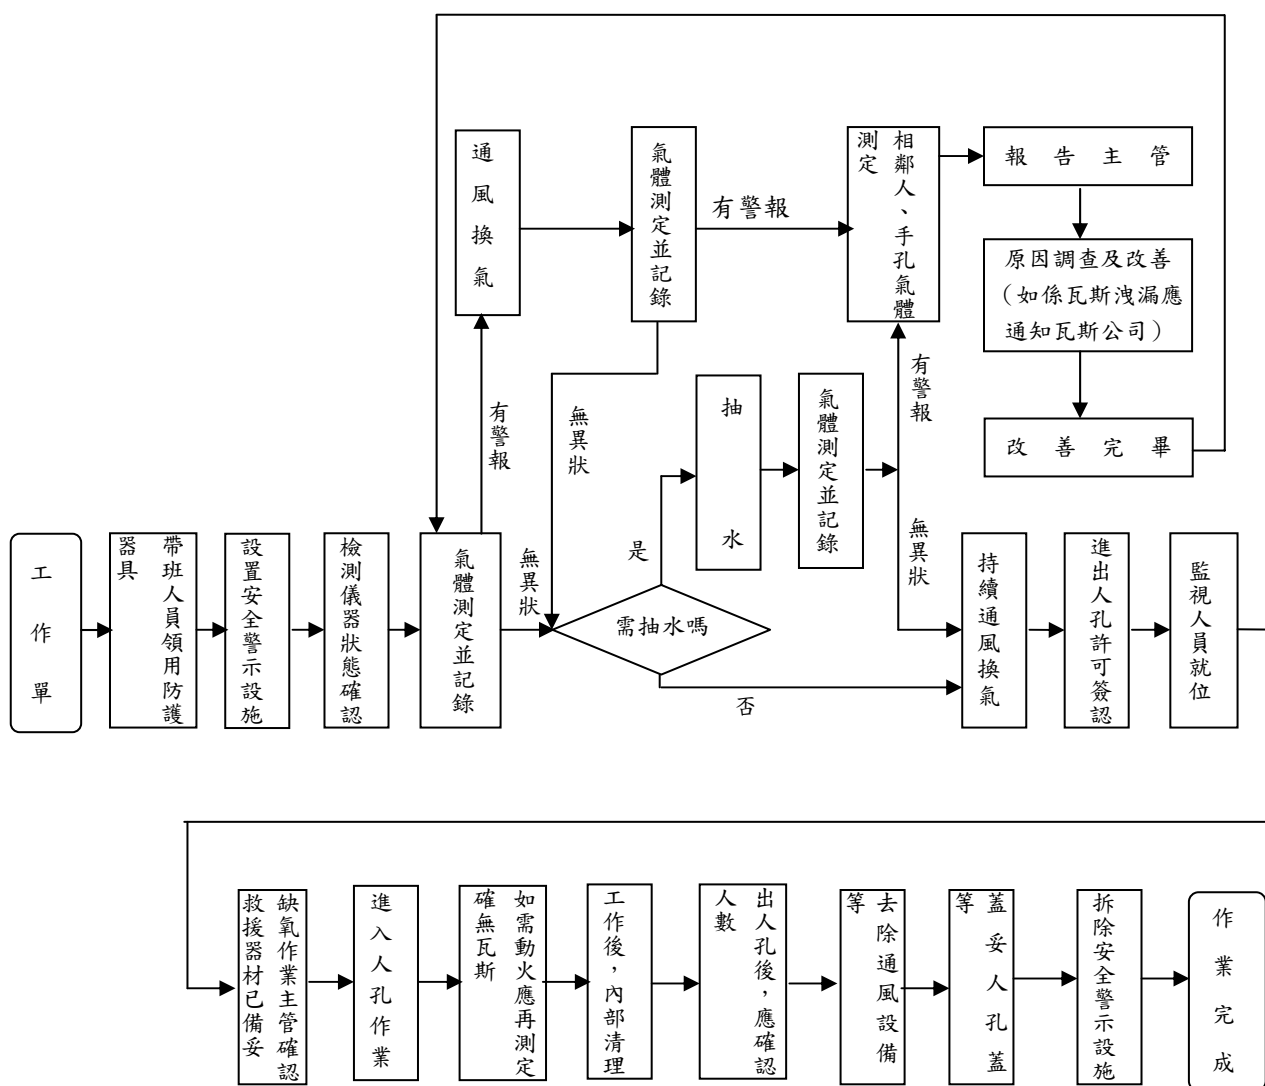 通風換氣
氣體測定並記錄
有警報
相鄰人、手孔氣體
測定
報告主管
原因調查及改善
（如係瓦斯洩漏應
通知瓦斯公司）
改善完畢
有警報
無異狀
抽水
氣體測定並記錄
有警報
無異狀
工作單
帶班人員領用防護
器具
設置安全警示設施
檢測儀器狀態確認
氣體測定並記錄
無異狀
需抽水嗎
是
否
持續通風換氣
進出人孔許可簽認
監視人員就位
缺氧作業主管確認
救援器材已備妥
進入人孔作業
如需動火應再測定
確無瓦斯
工作後，內部清理
出人孔後，應確認
人數
去除通風設備
等
蓋妥人孔蓋
等
拆除安全警示設施
作業完成